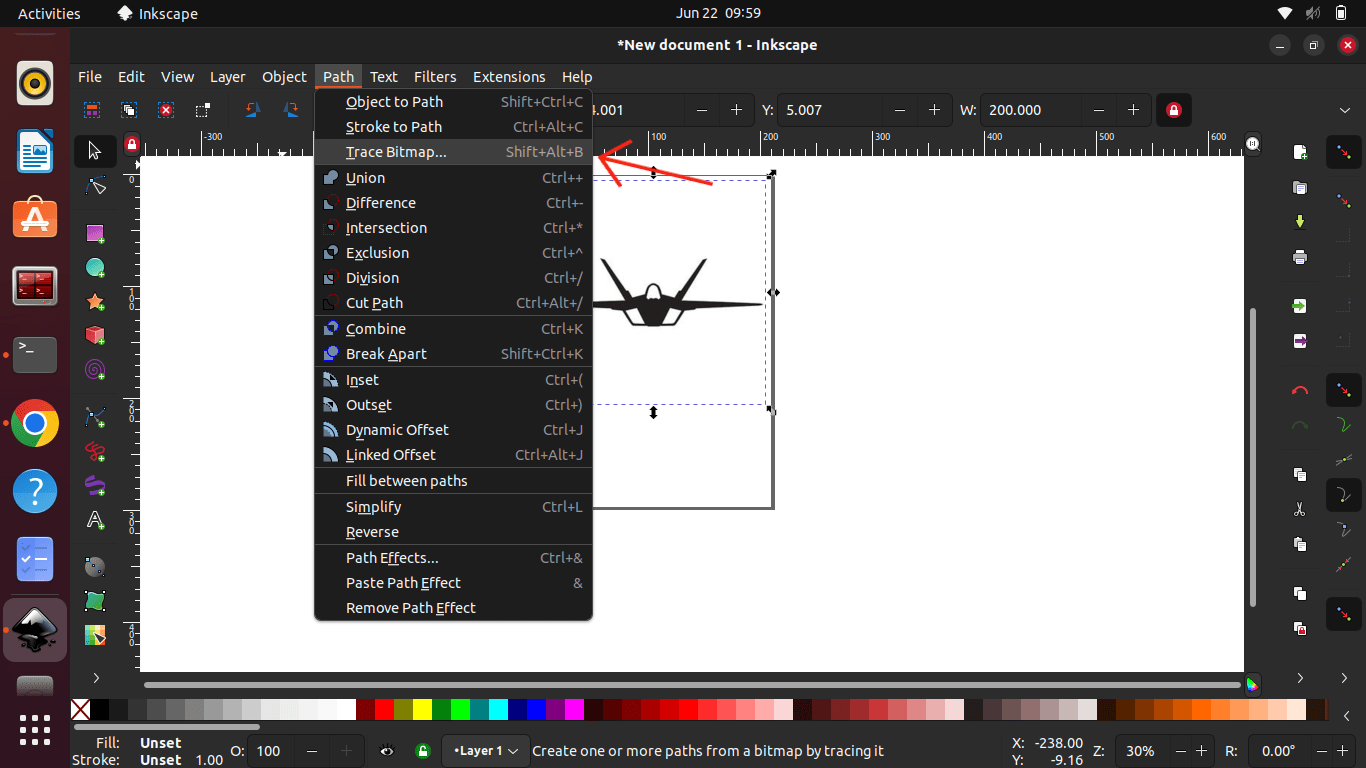 Activities
Inkscape
Jun 22 09:59
*New document 1 - Inkscape
File Edit View Layer Object Path Text Filters Extensions Help
4.001 Y: 5.007 W: 200.000
Object to Path Shift+Ctrl+C
Stroke to Path Ctrl+Alt+C
Trace Bitmap... Shift+Alt+B
Union Ctrl++
Difference Ctrl+-
Intersection Ctrl+*
Exclusion Ctrl+^
Division Ctrl+/
Cut Path Ctrl+Alt+/
Combine Ctrl+K
Break Apart Shift+Ctrl+K
Inset Ctrl+(
Outset Ctrl+)
Dynamic Offset Ctrl+J
Linked Offset Ctrl+Alt+J
Fill between paths
Simplify Ctrl+L
Reverse
Path Effects... Ctrl+&
Paste Path Effect &
Remove Path Effect
-300 100 200 300 400 500 600
0
100
200
300
400
Fill: Unset
Stroke: Unset 1.00
O: 100
•Layer 1
Create one or more paths from a bitmap by tracing it
X: -238.00
Y: -9.16
Z: 30%
R: 0.00°